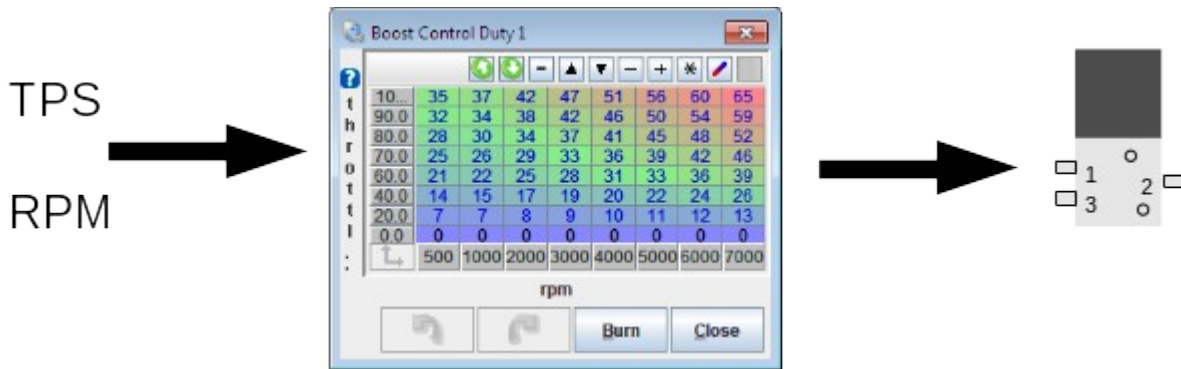 TPS
RPM
Boost Control Duty 1
throttl:
10... 35 37 42 47 51 56 60 65
90.0 32 34 38 42 46 50 54 59
80.0 28 30 34 37 41 45 48 52
70.0 25 26 29 33 36 39 42 46
60.0 21 22 25 28 31 33 36 39
40.0 14 15 17 19 20 22 24 26
20.0 7 7 8 9 10 11 12 13
0.0 0 0 0 0 0 0 0 0
500 1000 2000 3000 4000 5000 6000 7000
rpm
Burn Close
1
2
3